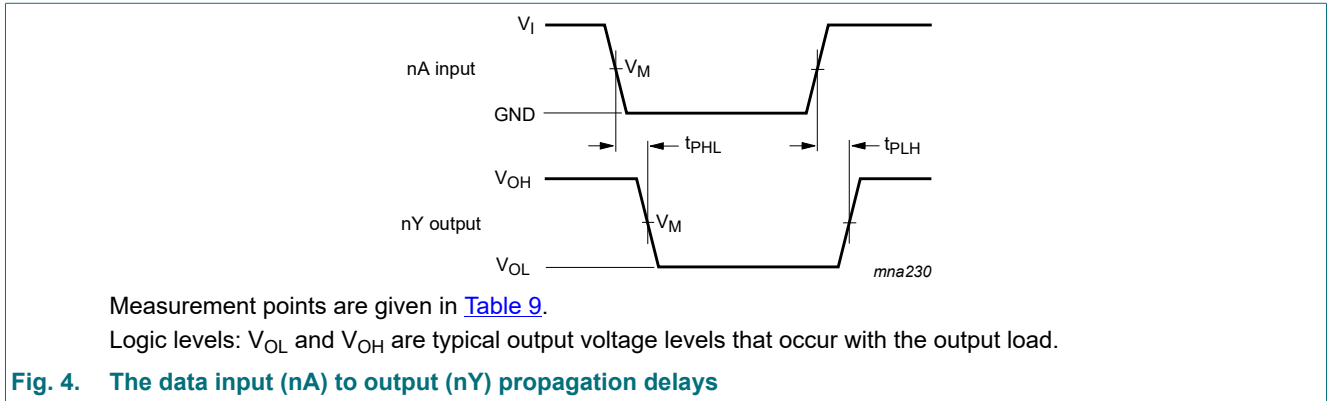 V_I
nA input
V_M
GND
t_PHL
t_PLH
V_OH
nY output
V_M
V_OL
mna230
Measurement points are given in Table 9.
Logic levels: V_OL and V_OH are typical output voltage levels that occur with the output load.
Fig. 4. The data input (nA) to output (nY) propagation delays